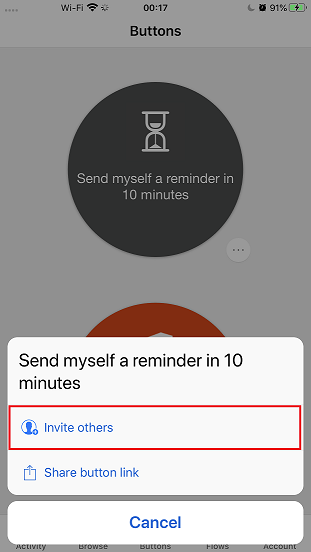 Wi-Fi 00:17 91%
Buttons
Send myself a reminder in
10 minutes
...
Send myself a reminder in 10
minutes
Invite others
Share button link
Cancel
Activity Browse Buttons Flows Account